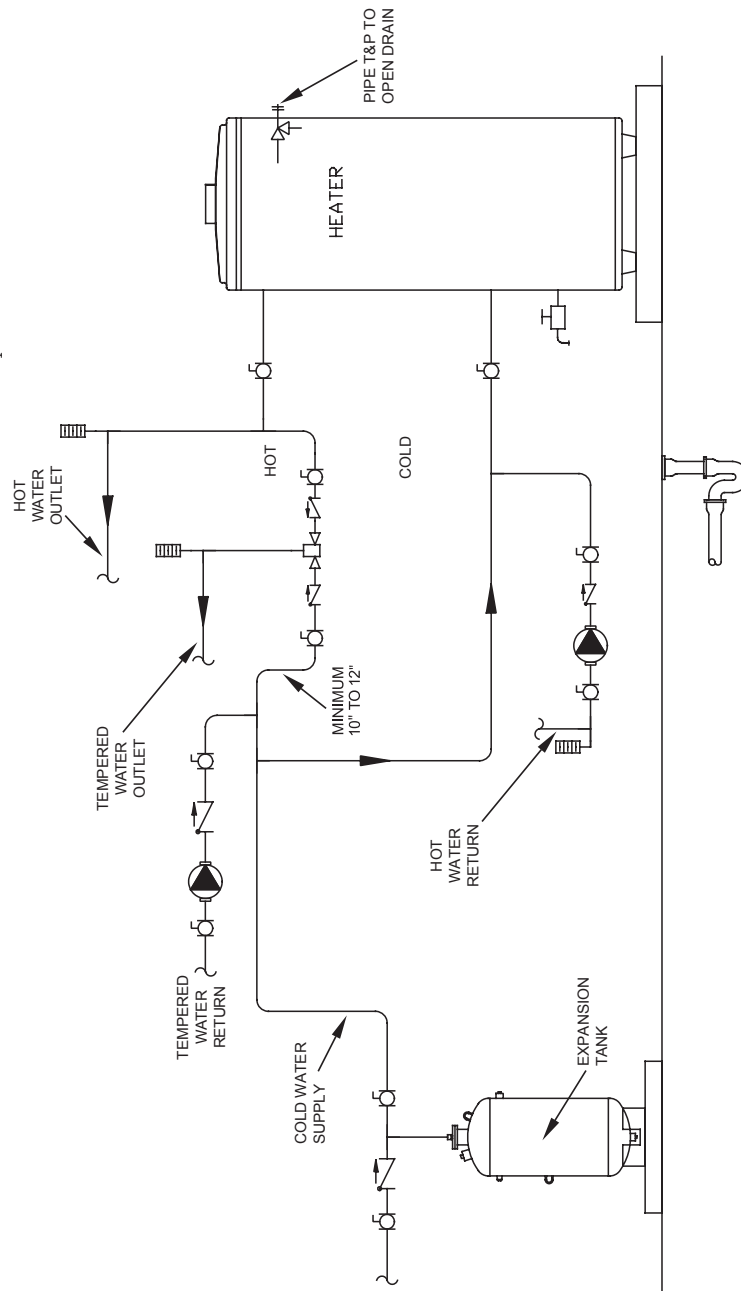 PIPE T&P TO
OPEN DRAIN
HEATER
HOT
WATER
OUTLET
HOT
COLD
TEMPERED
WATER
OUTLET
MINIMUM
10" TO 12"
HOT
WATER
RETURN
TEMPERED
WATER
RETURN
COLD WATER
SUPPLY
EXPANSION
TANK